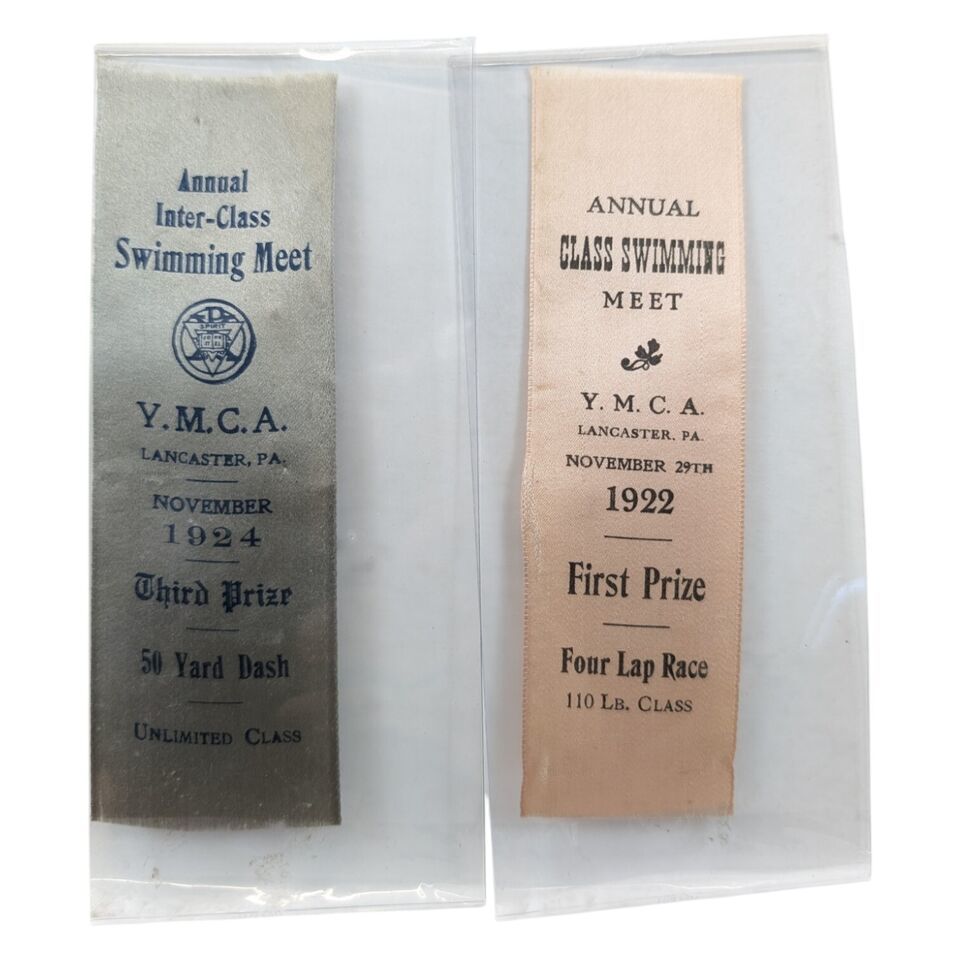 Annual
Inter-Class
Swimming Meet
SPIRIT
Y.M.C.A.
LANCASTER, PA.
NOVEMBER
1924
Third Prize
50 Yard Dash
UNLIMITED CLASS
ANNUAL
CLASS SWIMMING
MEET
Y. M. C. A.
LANCASTER, PA.
NOVEMBER 29TH
1922
First Prize
Four Lap Race
110 LB. CLASS